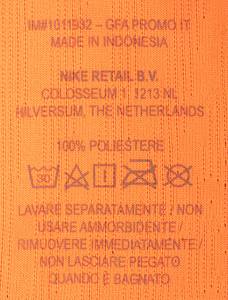 IM#1011932 – GFA PROMO IT
MADE IN INDONESIA
NIKE RETAIL B.V.
COLOSSEUM 1, 1213 NL
HILVERSUM, THE NETHERLANDS
100% POLIESTERE
30
LAVARE SEPARATAMENTE / NON
USARE AMMORBIDENTE /
RIMUOVERE IMMEDIATAMENTE /
NON LASCIARE PIEGATO
QUANDO È BAGNATO